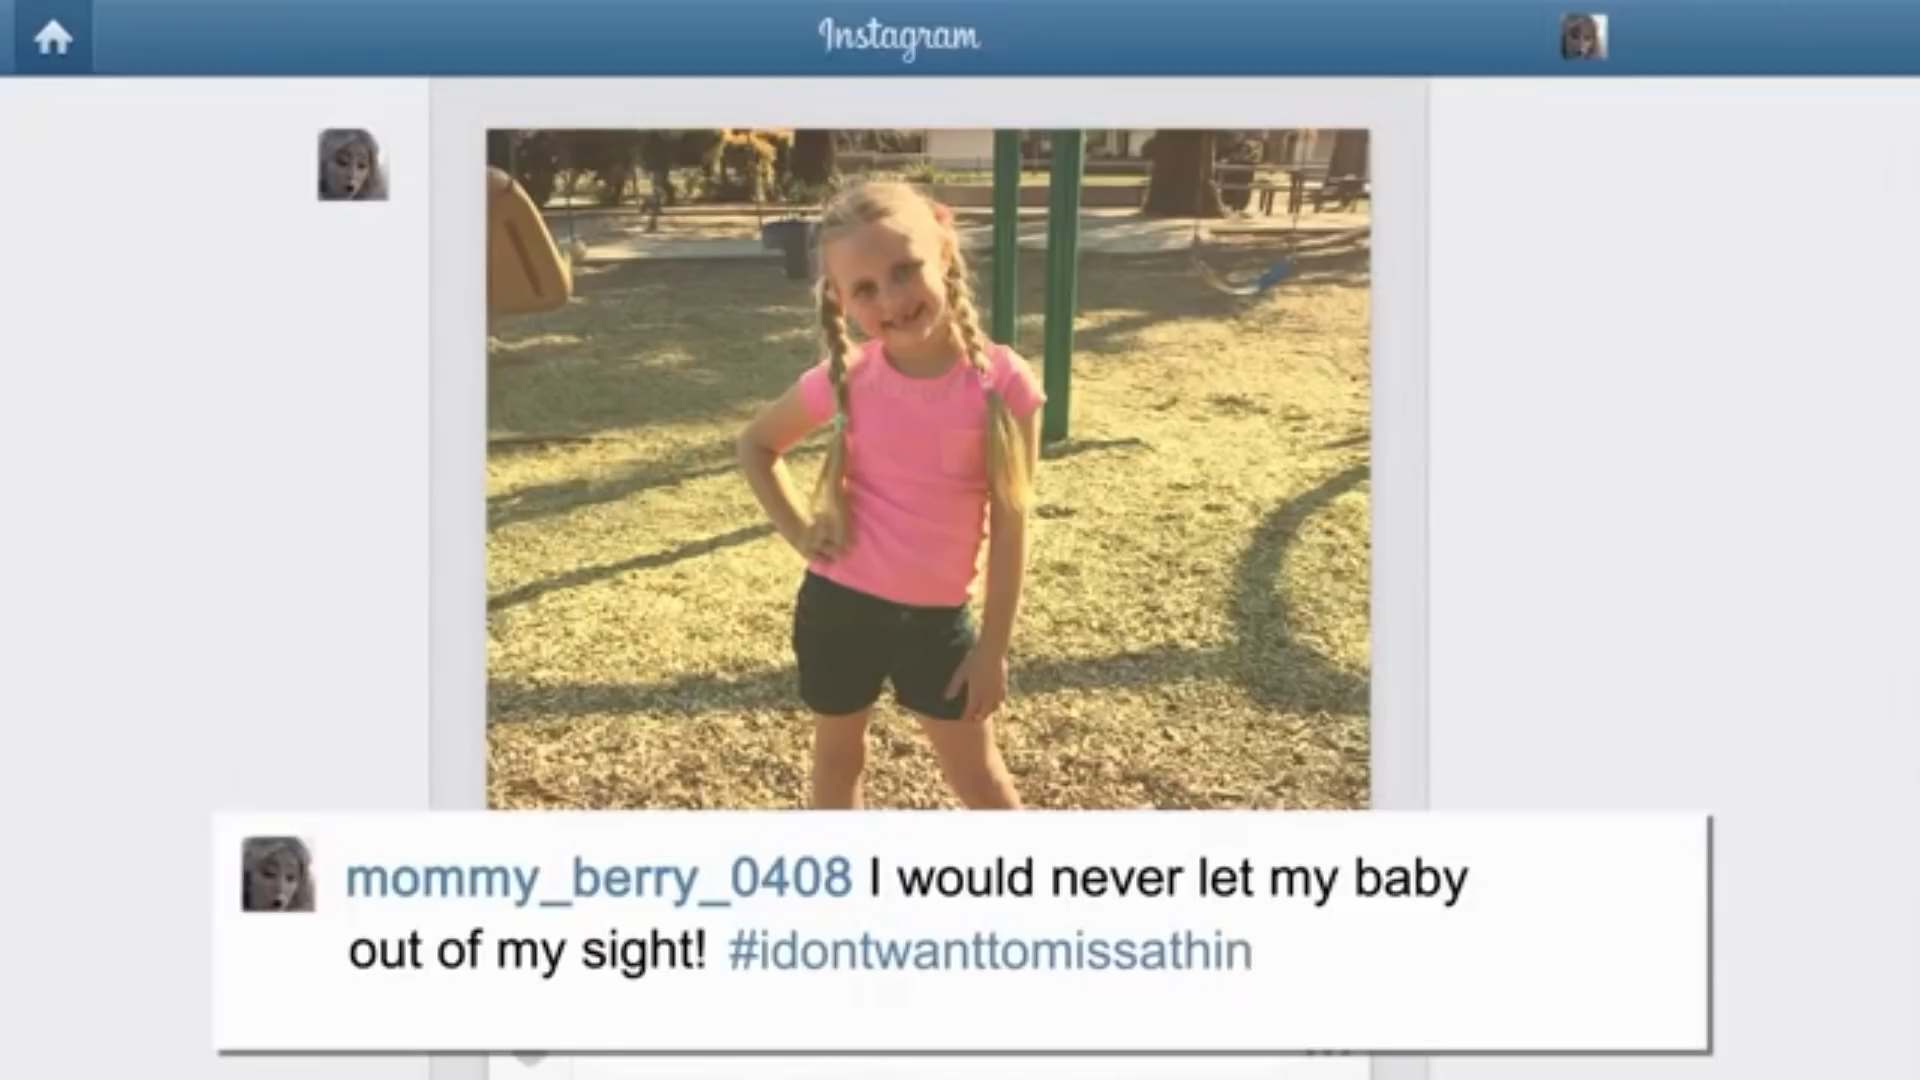 Instagram
mommy_berry_0408 I would never let my baby
out of my sight! #idontwanttomissathin